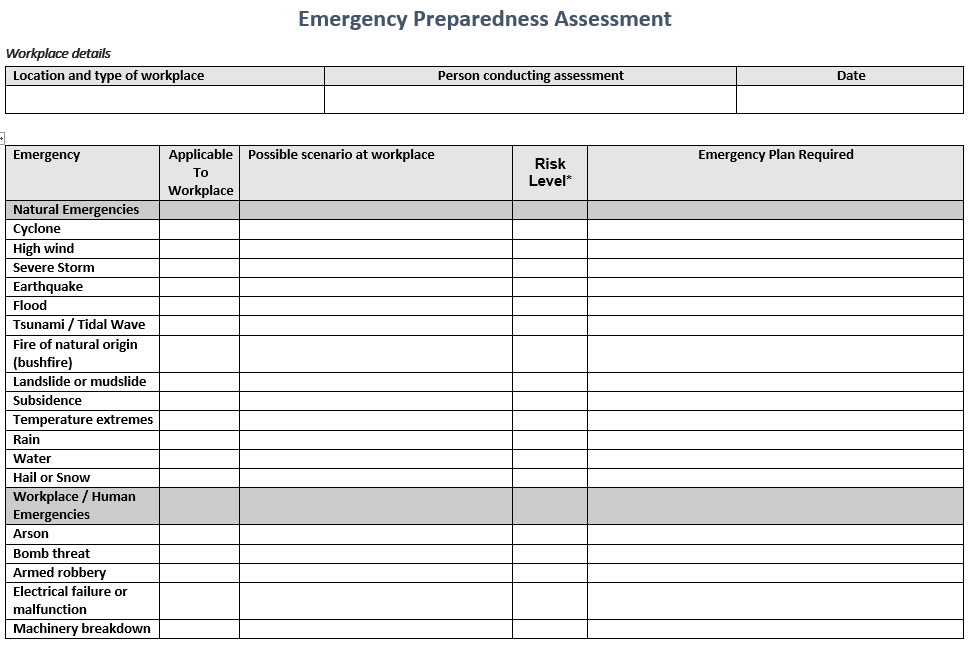 Emergency Preparedness Assessment
Workplace details
Location and type of workplace Person conducting assessment Date
Emergency Applicable To Workplace Possible scenario at workplace Risk Level* Emergency Plan Required
Natural Emergencies
Cyclone
High wind
Severe Storm
Earthquake
Flood
Tsunami / Tidal Wave
Fire of natural origin
(bushfire)
Landslide or mudslide
Subsidence
Temperature extremes
Rain
Water
Hail or Snow
Workplace / Human
Emergencies
Arson
Bomb threat
Armed robbery
Electrical failure or
malfunction
Machinery breakdown